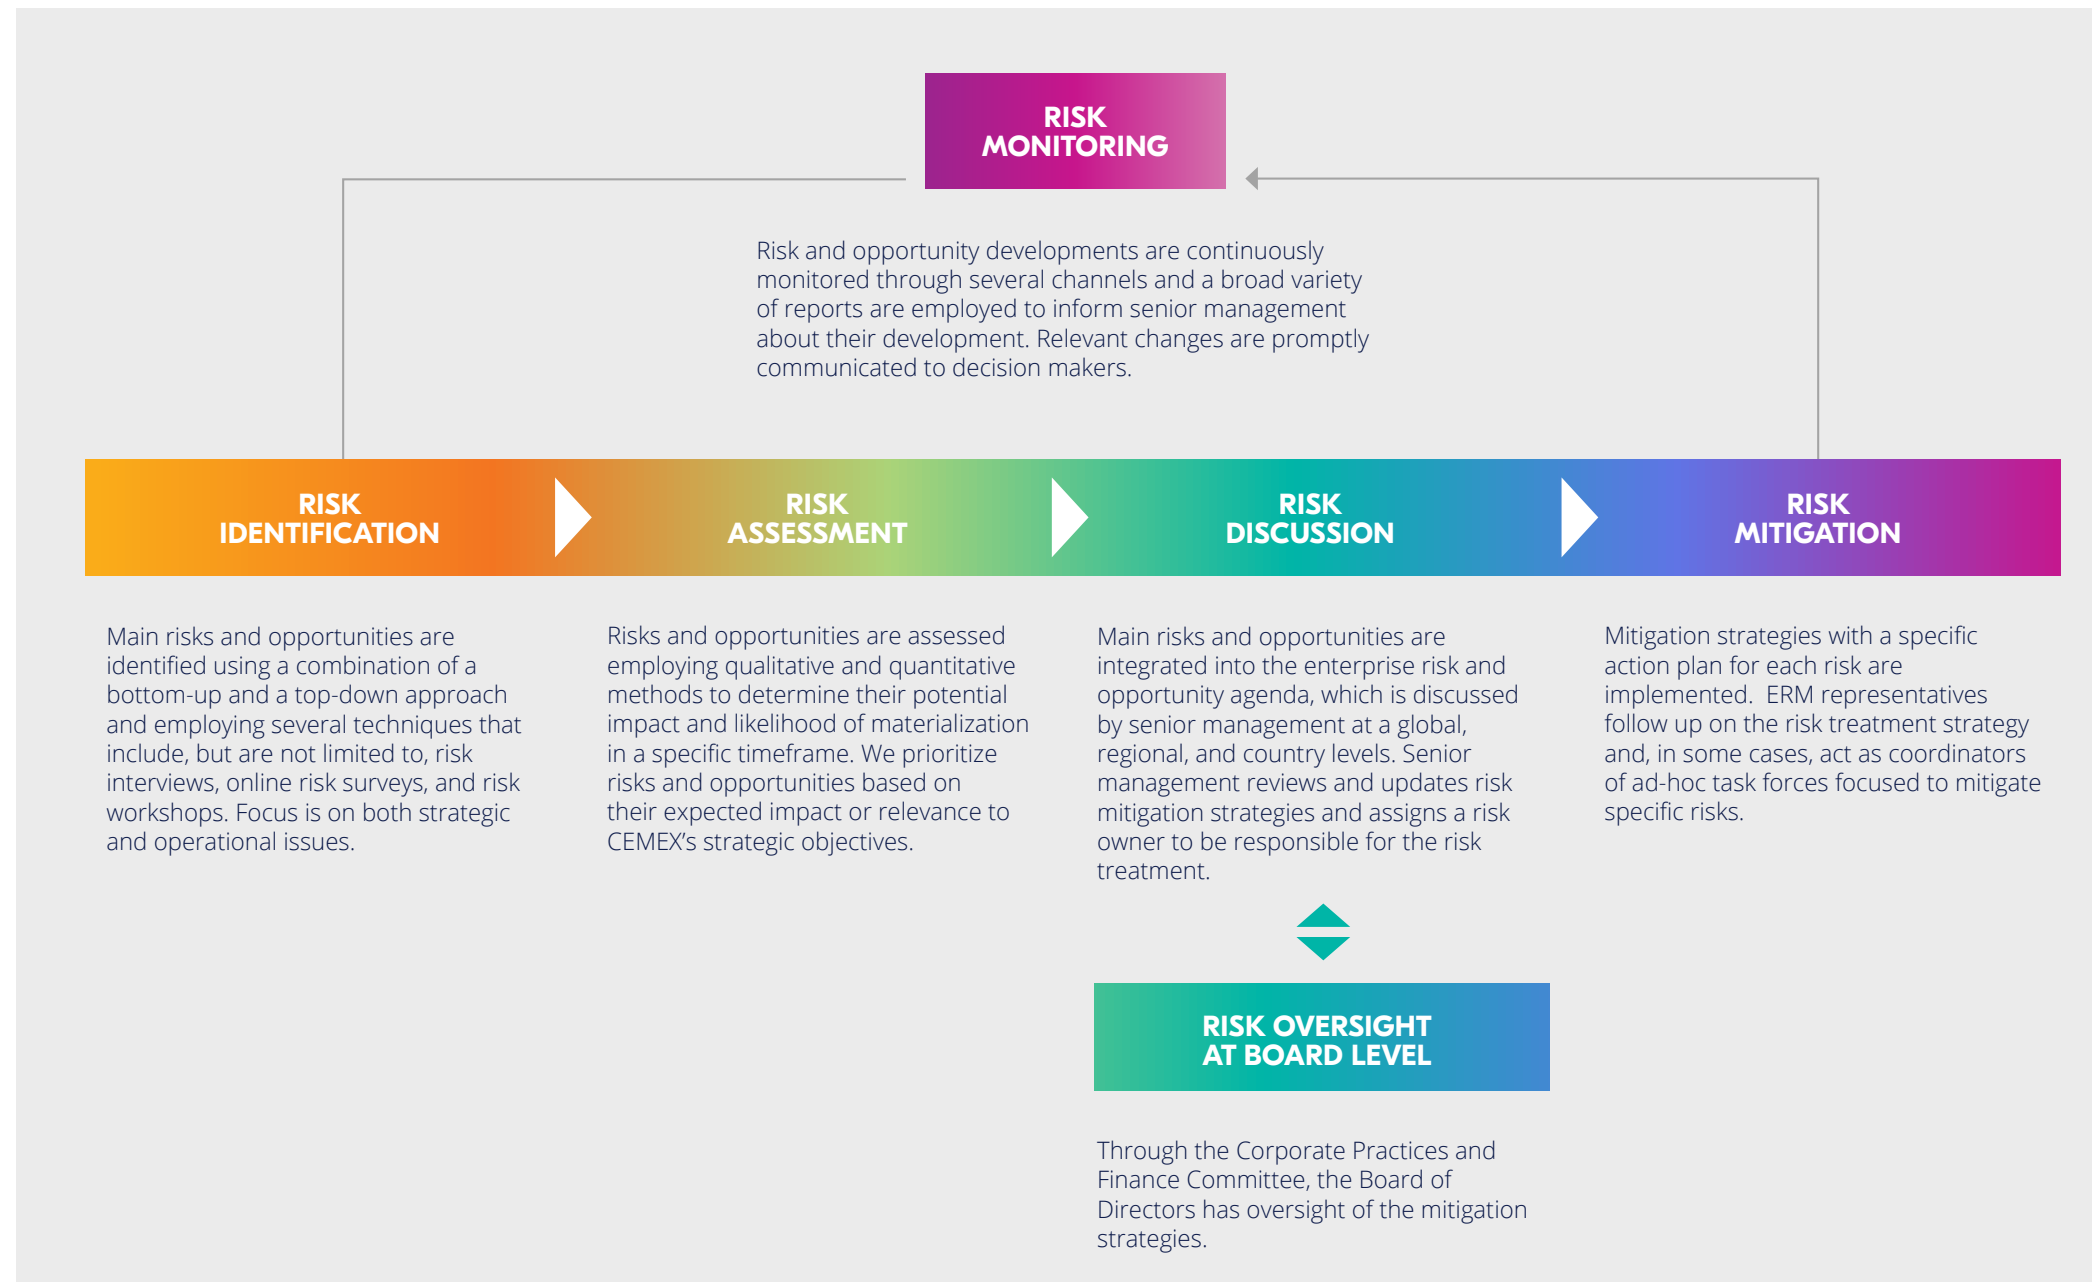 RISK
MONITORING
Risk and opportunity developments are continuously
monitored through several channels and a broad variety
of reports are employed to inform senior management
about their development. Relevant changes are promptly
communicated to decision makers.
RISK
IDENTIFICATION
Main risks and opportunities are
identified using a combination of a
bottom-up and a top-down approach
and employing several techniques that
include, but are not limited to, risk
interviews, online risk surveys, and risk
workshops. Focus is on both strategic
and operational issues.
RISK
ASSESSMENT
Risks and opportunities are assessed
employing qualitative and quantitative
methods to determine their potential
impact and likelihood of materialization
in a specific timeframe. We prioritize
risks and opportunities based on
their expected impact or relevance to
CEMEX’s strategic objectives.
RISK
DISCUSSION
Main risks and opportunities are
integrated into the enterprise risk and
opportunity agenda, which is discussed
by senior management at a global,
regional, and country levels. Senior
management reviews and updates risk
mitigation strategies and assigns a risk
owner to be responsible for the risk
treatment.
RISK OVERSIGHT
AT BOARD LEVEL
Through the Corporate Practices and
Finance Committee, the Board of
Directors has oversight of the mitigation
strategies.
RISK
MITIGATION
Mitigation strategies with a specific
action plan for each risk are
implemented.  ERM representatives
follow up on the risk treatment strategy
and, in some cases, act as coordinators
of ad-hoc task forces focused to mitigate
specific risks.